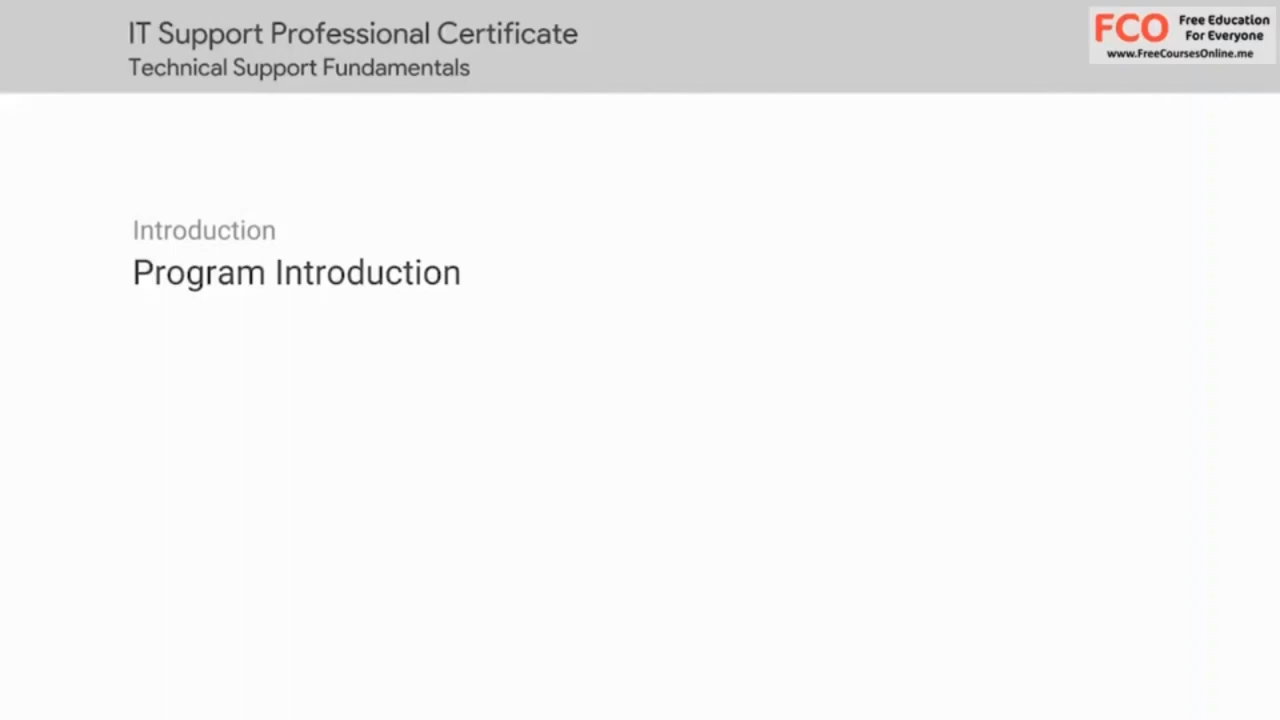 IT Support Professional Certificate
Technical Support Fundamentals
FCO Free Education
For Everyone
www.FreeCoursesOnline.me
Introduction
Program Introduction